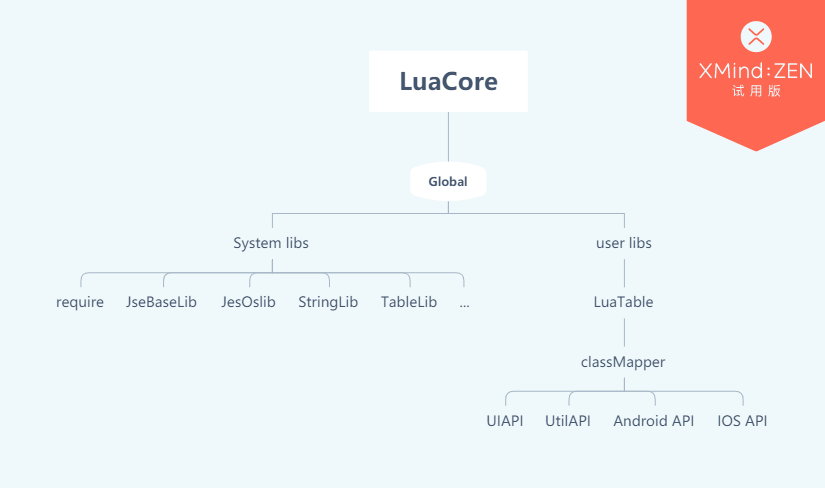 XMind:ZEN
试用版
LuaCore
Global
System libs
user libs
require
JseBaseLib
JesOslib
StringLib
TableLib
...
LuaTable
classMapper
UIAPI
UtilAPI
Android API
IOS API